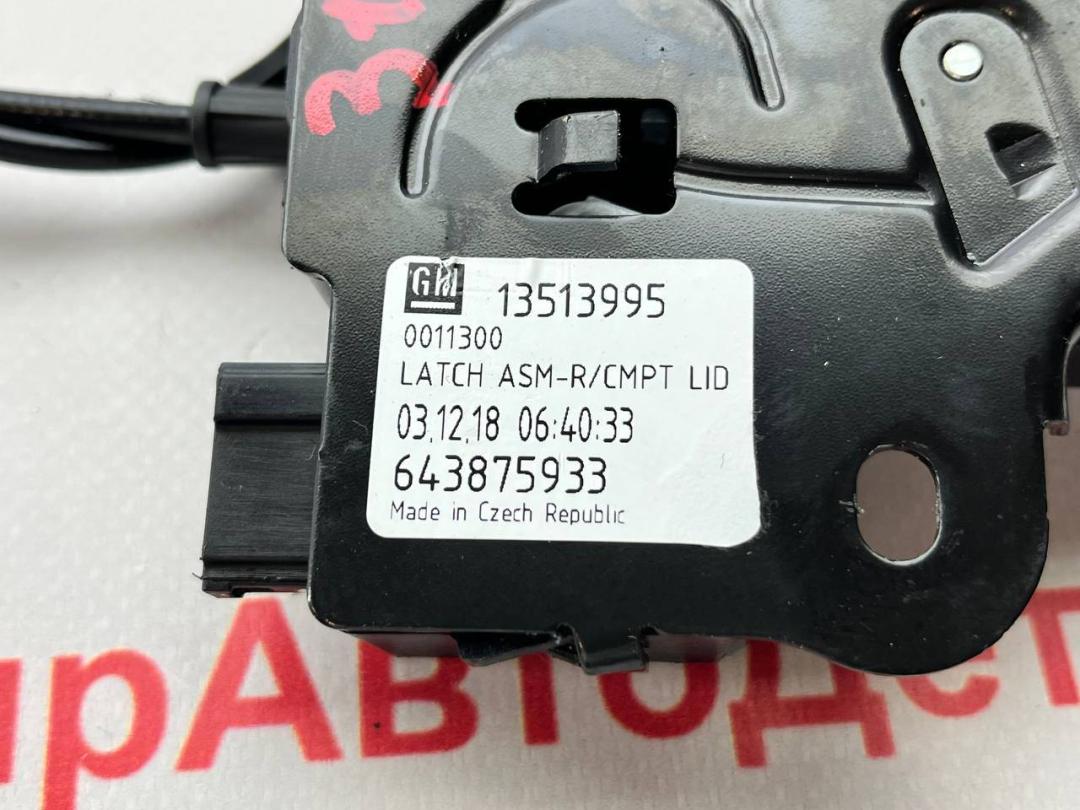 GM 13513995
0011300
LATCH ASM-R/CMPT LID
03.12.18 06:40:33
643875933
Made in Czech Republic